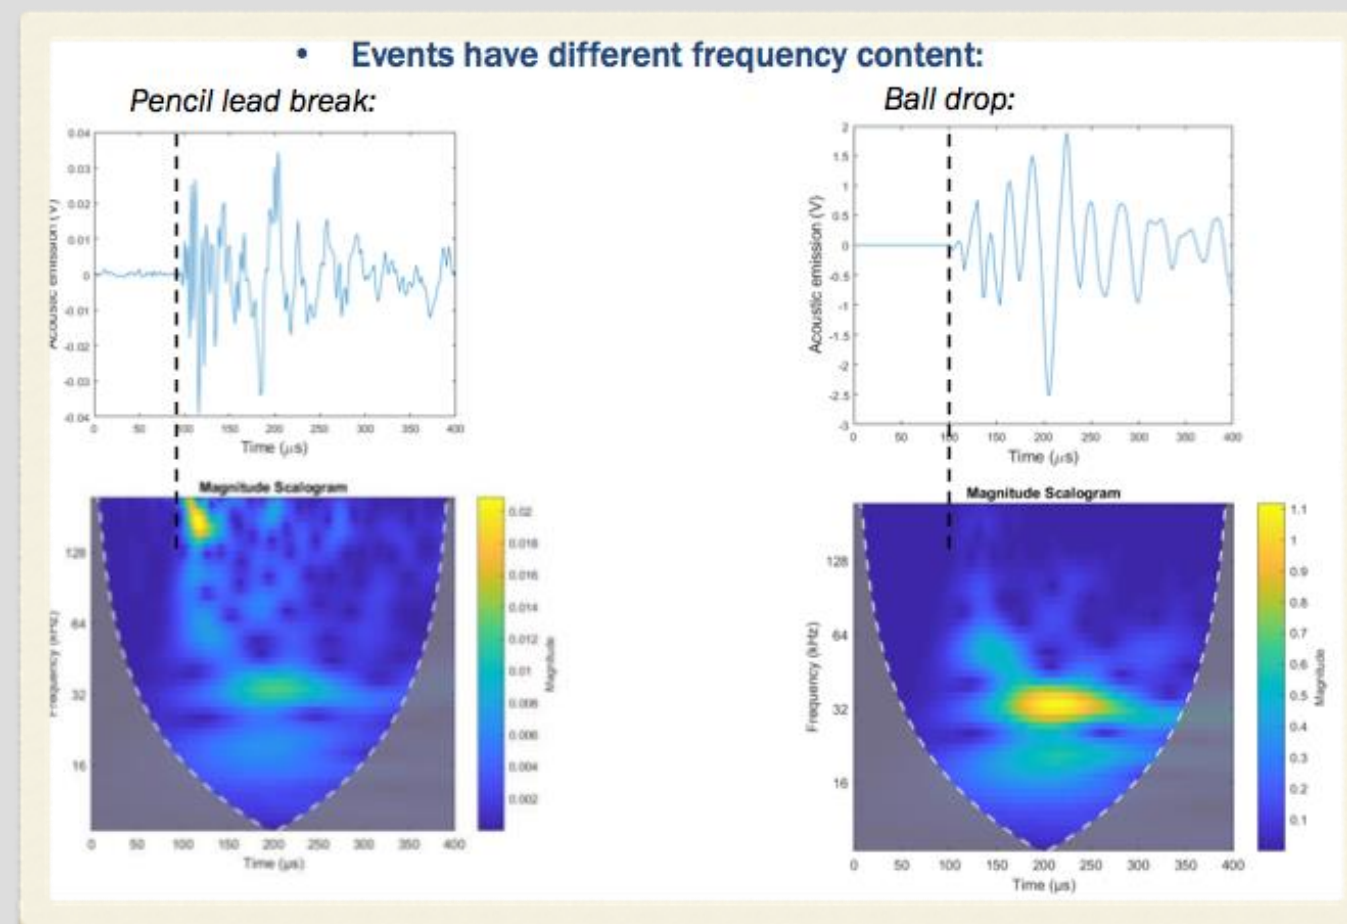 • Events have different frequency content:
Pencil lead break:
Ball drop:
0.04
0.03
0.02
0.01
0
-0.01
-0.02
-0.03
-0.04
Acoustic emission (V)
0 50 100 150 200 250 300 350 400
Time (μs)
2
1.5
1
0.5
0
-0.5
-1
-1.5
-2
-2.5
-3
Acoustic emission (V)
0 50 100 150 200 250 300 350 400
Time (μs)
Magnitude Scalogram
128
64
32
16
Frequency (kHz)
0 50 100 150 200 250 300 350 400
Time (μs)
0.02
0.018
0.016
0.014
0.012
0.01
0.008
0.006
0.004
0.002
Magnitude
Magnitude Scalogram
128
64
32
16
Frequency (kHz)
0 50 100 150 200 250 300 350 400
Time (μs)
1.1
1
0.9
0.8
0.7
0.6
0.5
0.4
0.3
0.2
0.1
Magnitude